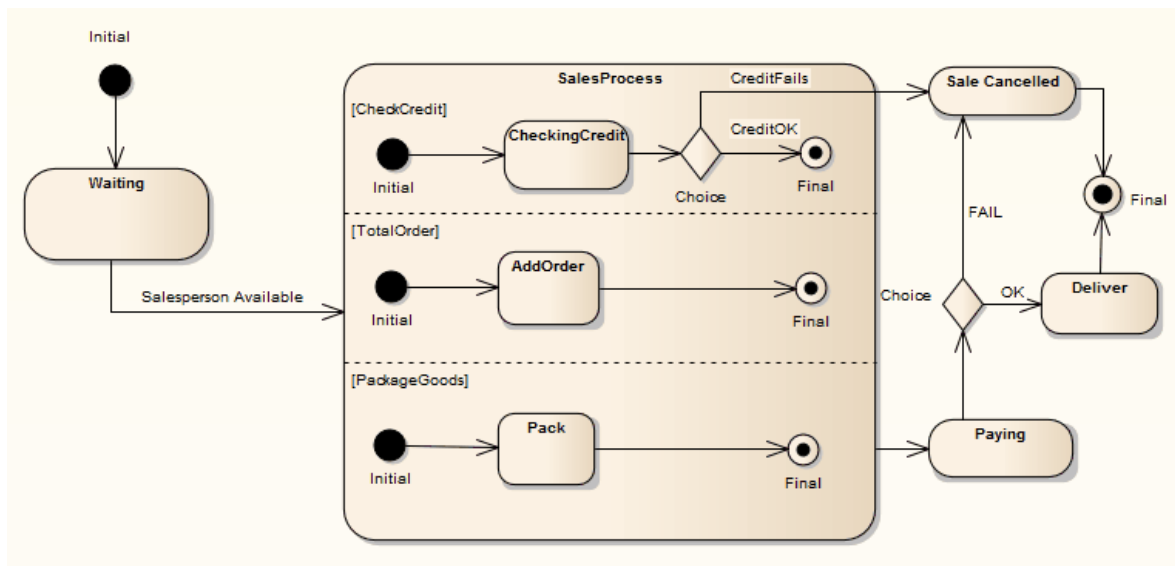 Initial
Waiting
Salesperson Available
SalesProcess
[CheckCredit]
Initial
CheckingCredit
CreditFails
CreditOK
Choice
Final
[TotalOrder]
Initial
AddOrder
Final
[PackageGoods]
Initial
Pack
Final
Sale Cancelled
FAIL
Choice
OK
Deliver
Final
Paying